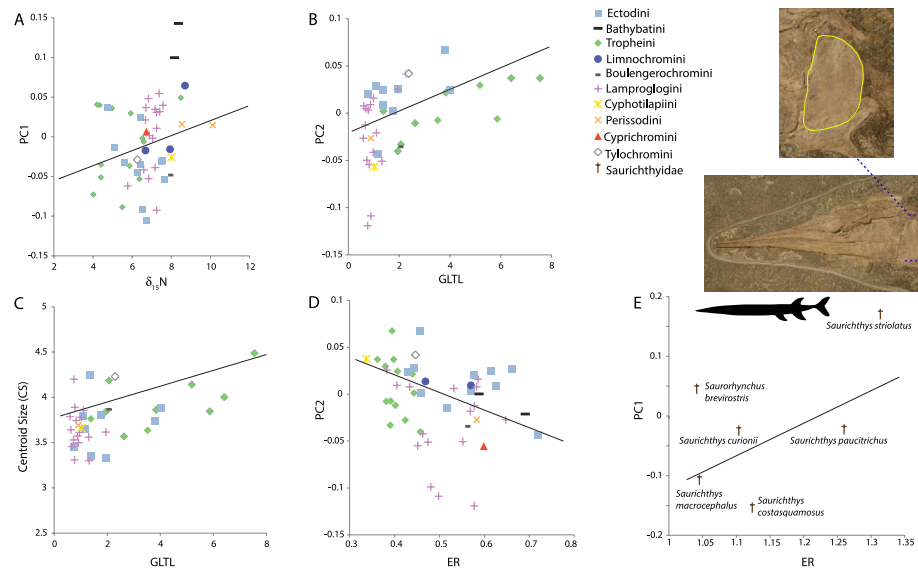 A
0.15
0.1
0.05
0
-0.05
-0.1
-0.15
PC1
2
4
6
8
10
12
δ15N
B
0.1
0.05
0
-0.05
-0.1
-0.15
PC2
0
2
4
6
8
GLTL
Ectodini
Bathybatini
Tropheini
Limnochromini
Boulengerochromini
Lamproglogini
Cyphotilapiini
Perissodini
Cyprichromini
Tylochromini
Saurichthyidae
C
5
4.5
4
3.5
3
2.5
Centroid Size (CS)
0
2
4
6
8
GLTL
D
0.1
0.05
0
-0.05
-0.1
-0.15
PC2
0.3
0.4
0.5
0.6
0.7
0.8
ER
E
0.2
0.1
0
-0.1
-0.2
PC1
Saurichthys striolatus
Saurorhynchus
brevirostris
Saurichthys curionii
Saurichthys paucitrichus
Saurichthys
macrocephalus
Saurichthys
costasquamosus
1
1.05
1.1
1.15
1.2
1.25
1.3
1.35
ER